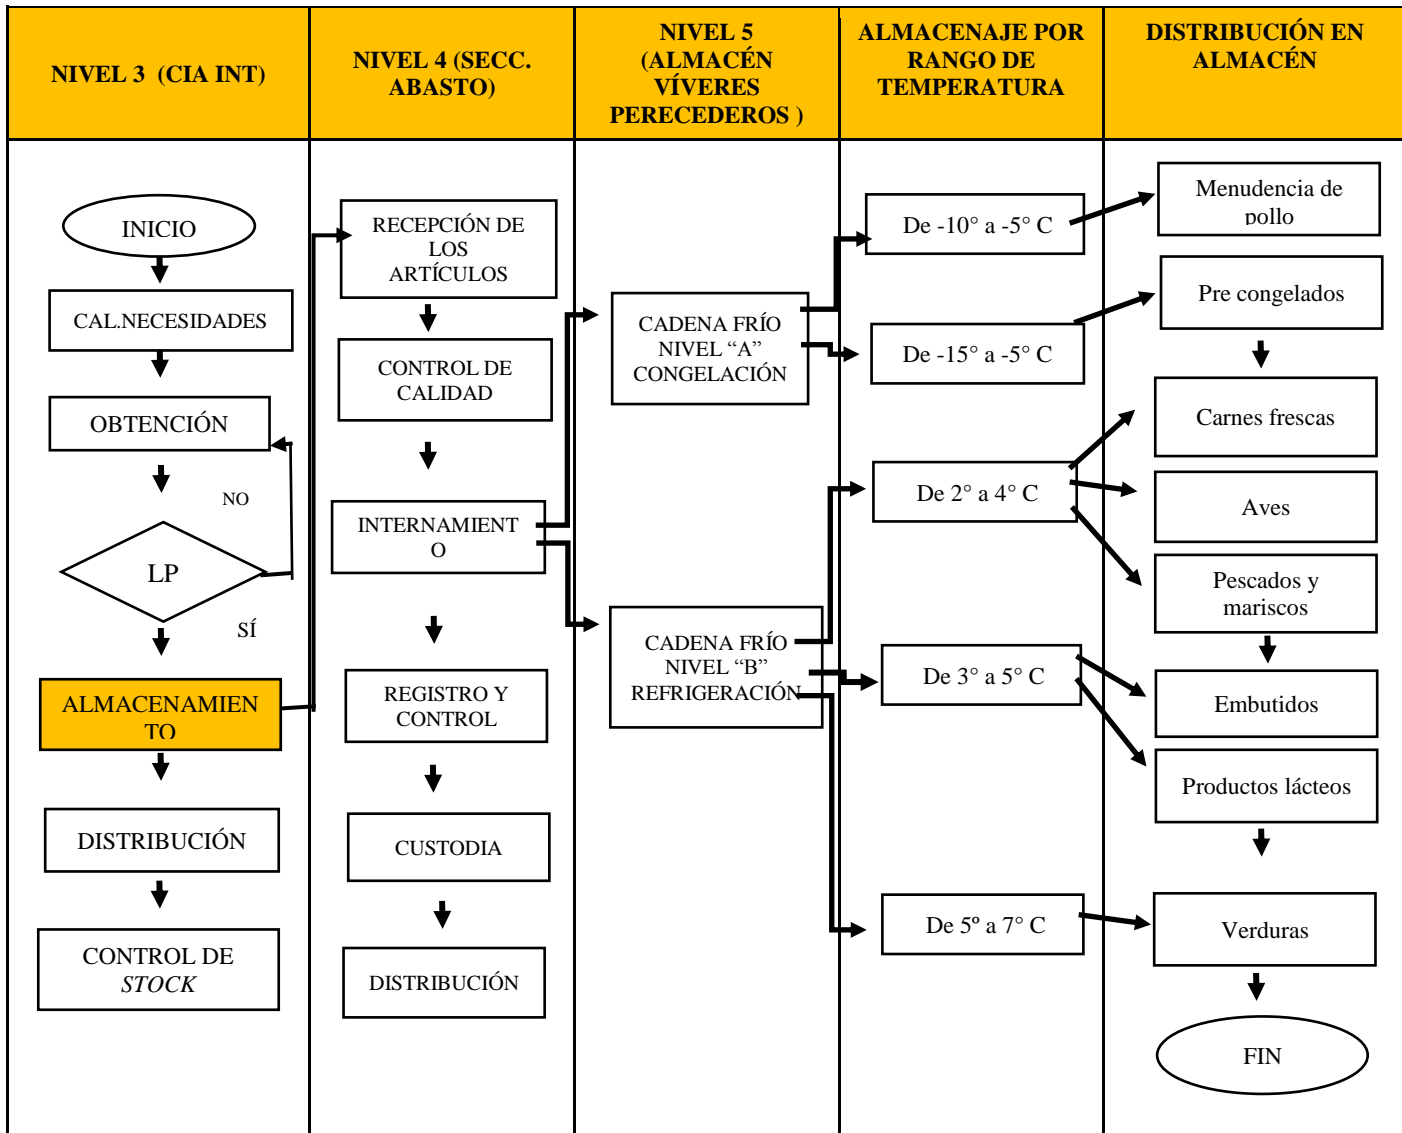 NIVEL 3 (CIA INT)
NIVEL 4 (SECC.
ABASTO)
NIVEL 5
(ALMACÉN
VÍVERES
PERECEDEROS )
ALMACENAJE POR
RANGO DE
TEMPERATURA
DISTRIBUCIÓN EN
ALMACÉN
INICIO
CAL.NECESIDADES
OBTENCIÓN
NO
LP
SÍ
ALMACENAMIE
NTO
DISTRIBUCIÓN
CONTROL DE
STOCK
RECEPCIÓN DE
LOS
ARTÍCULOS
CONTROL DE
CALIDAD
INTERNAMIENT
O
REGISTRO Y
CONTROL
CUSTODIA
DISTRIBUCIÓN
CADENA FRÍO
NIVEL “A”
CONGELACIÓN
CADENA FRÍO
NIVEL “B”
REFRIGERACIÓN
De -10° a -5° C
De -15° a -5° C
De 2° a 4° C
De 3° a 5° C
De 5º a 7° C
Menudencia de
pollo
Pre congelados
Carnes frescas
Aves
Pescados y
mariscos
Embutidos
Productos lácteos
Verduras
FIN